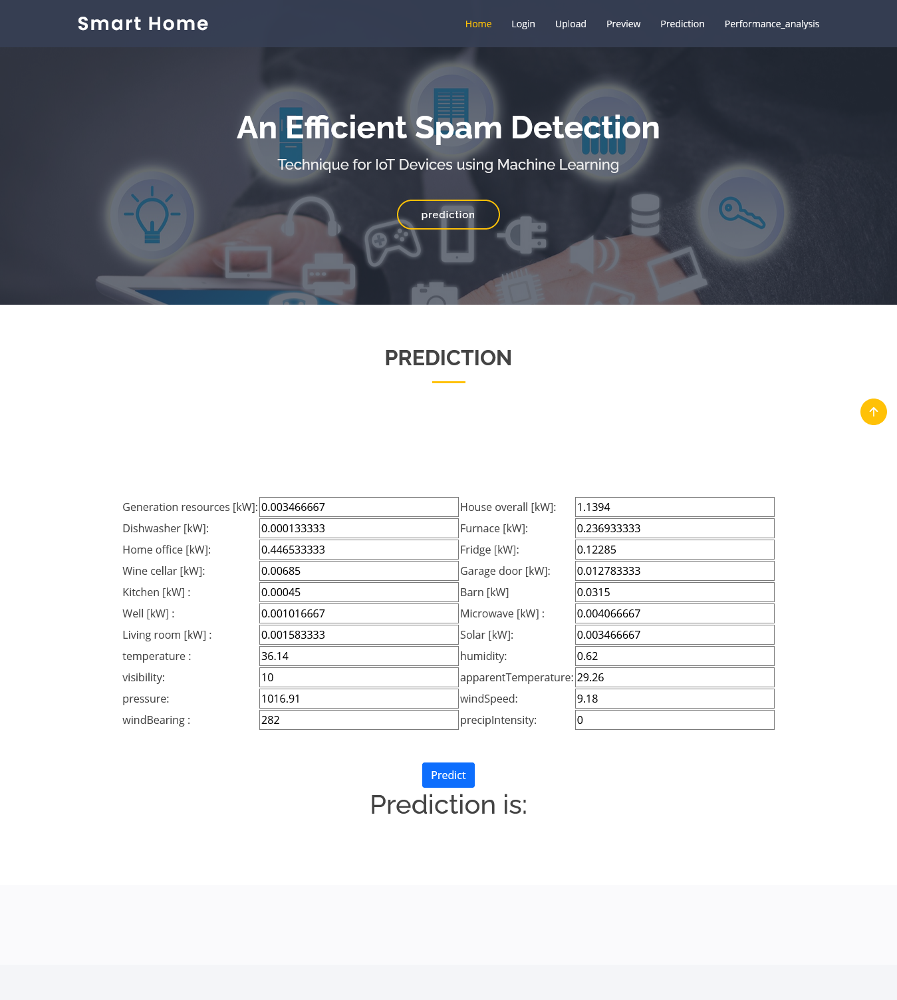 Smart Home
Home Login Upload Preview Prediction Performance_analysis
An Efficient Spam Detection
Technique for IoT Devices using Machine Learning
prediction
PREDICTION
Generation resources [kW]: 0.003466667 House overall [kW]: 1.1394
Dishwasher [kW]: 0.000133333 Furnace [kW]: 0.236933333
Home office [kW]: 0.446533333 Fridge [kW]: 0.12285
Wine cellar [kW]: 0.00685 Garage door [kW]: 0.012783333
Kitchen [kW] : 0.00045 Barn [kW] 0.0315
Well [kW] : 0.001016667 Microwave [kW] : 0.004066667
Living room [kW] : 0.001583333 Solar [kW]: 0.003466667
temperature : 36.14 humidity: 0.62
visibility: 10 apparentTemperature: 29.26
pressure: 1016.91 windSpeed: 9.18
windBearing : 282 precipIntensity: 0
Predict
Prediction is: